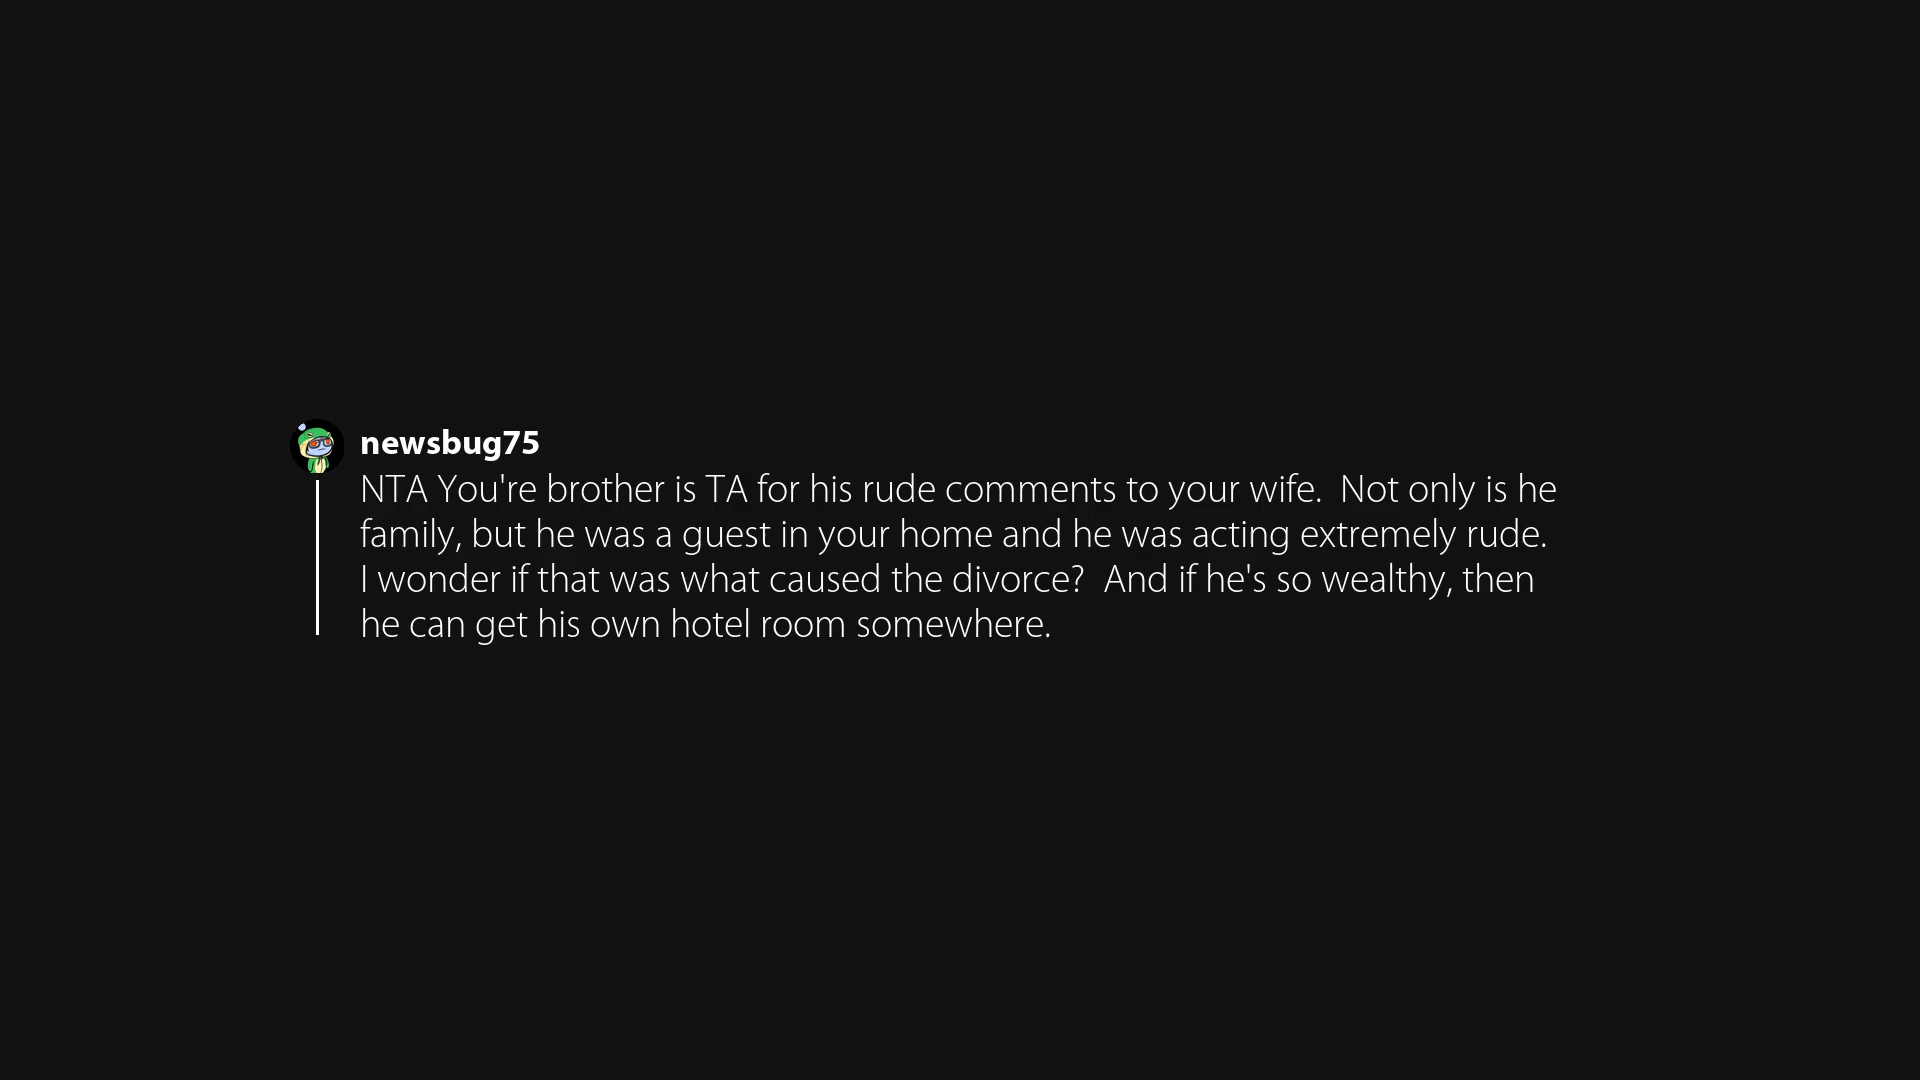 newsbug75
NTA You're brother is TA for his rude comments to your wife.  Not only is he
family, but he was a guest in your home and he was acting extremely rude.
I wonder if that was what caused the divorce?  And if he's so wealthy, then
he can get his own hotel room somewhere.